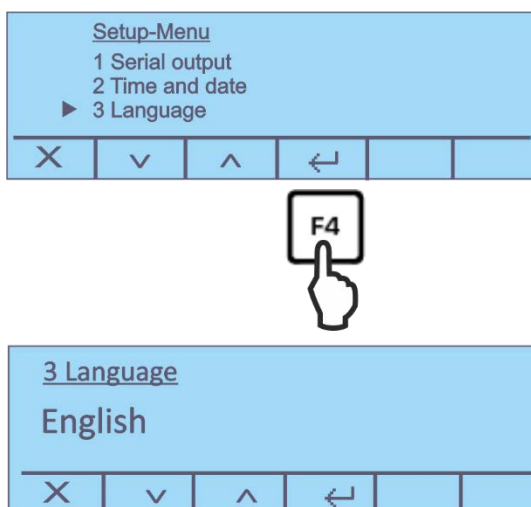 Setup-Menu
1 Serial output
2 Time and date
3 Language
F4
3 Language
English